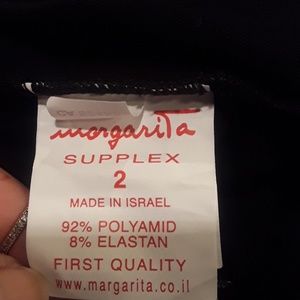 margarita
SUPPLEX
2
MADE IN ISRAEL
92% POLYAMID
8% ELASTAN
FIRST QUALITY
www.margarita.co.il